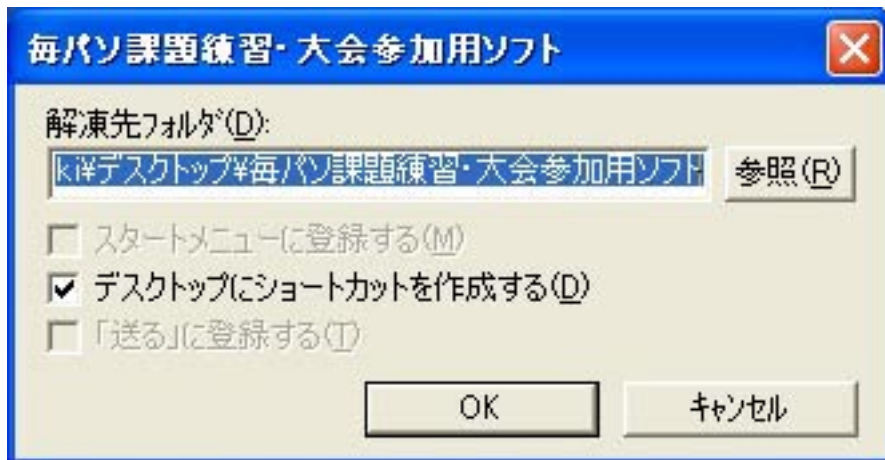 毎パソ課題練習・大会参加用ソフト
解凍先フォルダ(D):
ki¥デスクトップ¥毎パソ課題練習・大会参加用ソフト
参照(R)
スタートメニューに登録する(M)
デスクトップにショートカットを作成する(D)
「送る」に登録する(T)
OK
キャンセル